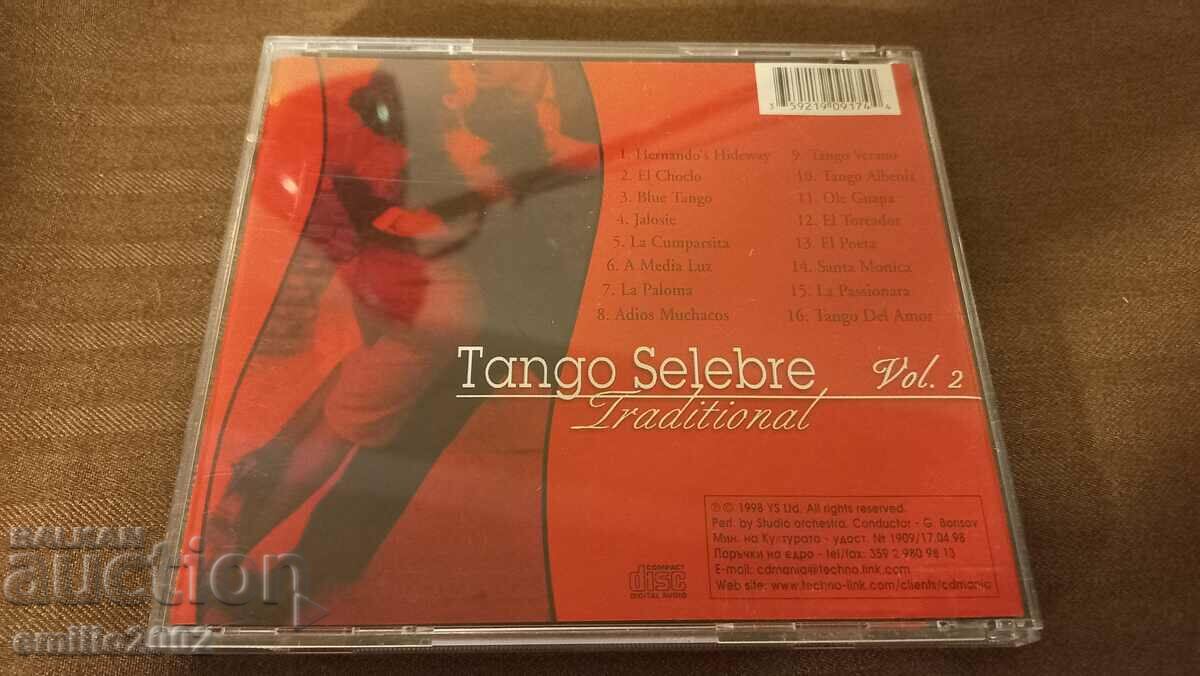 3 59219 09174 4
1. Hernando's Hideway
2. El Choclo
3. Blue Tango
4. Jalosie
5. La Cumparsita
6. A Media Luz
7. La Paloma
8. Adios Muchacos
9. Tango Verano
10. Tango Albenia
11. Ole Guapa
12. El Toreador
13. El Poeta
14. Santa Monica
15. La Passionara
16. Tango Del Amor
Tango Selebre Vol. 2
Traditional
℗ © 1998 YS Ltd. All rights reserved.
Perf. by Studio orchestra. Conductor - G. Borisov
Мин. на Културата - удост. № 1909/17.04.98
Поръчки на едро - tel/fax: 359 2 980 98 13
E-mail: cdmania@techno-link.com
Web site: www.techno-link.com/clients/cdmania
COMPACT
disc
DIGITAL AUDIO
BALKAN
auction
emilio2002